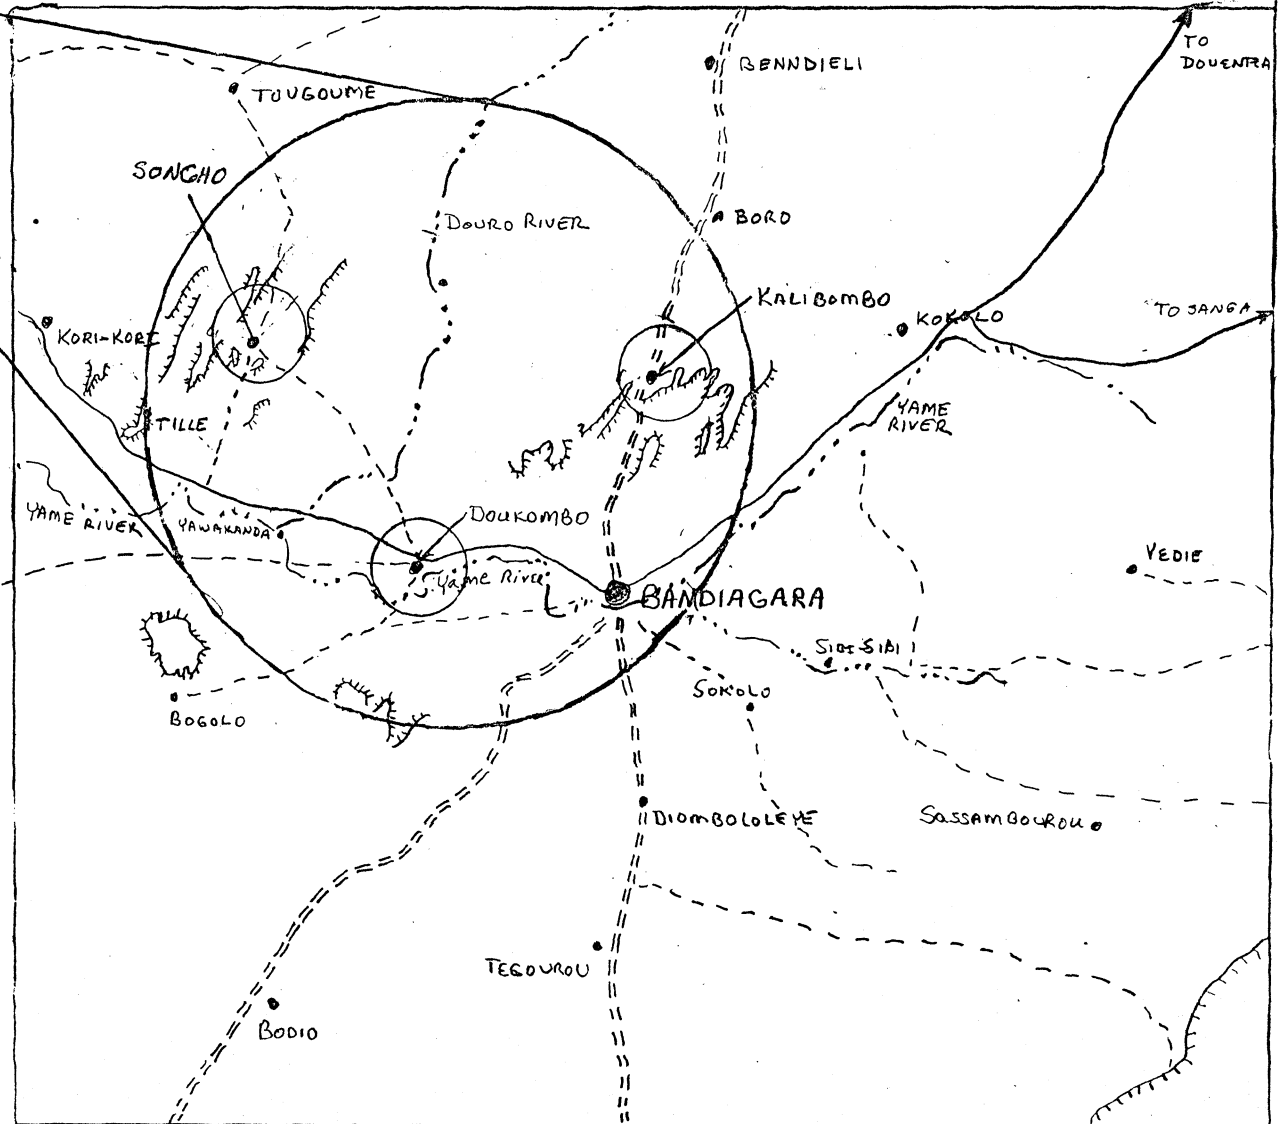 BENNDIELI
TO
DOUENTZA
TOUGOUME
SONGHO
DOURO RIVER
BORO
KALIBOMBO
KOKOLO
TO SANGA
KORI-KORI
TILLE
YAME
RIVER
YAME RIVER
YAWAKANDA
DOUKOMBO
Yame River
VEDIE
BANDIAGARA
SIBI-SIBI
SOKOLO
BOGOLO
DIOMBOLOLEYE
SASSAMBOUROU
TEGOUROU
BODIO